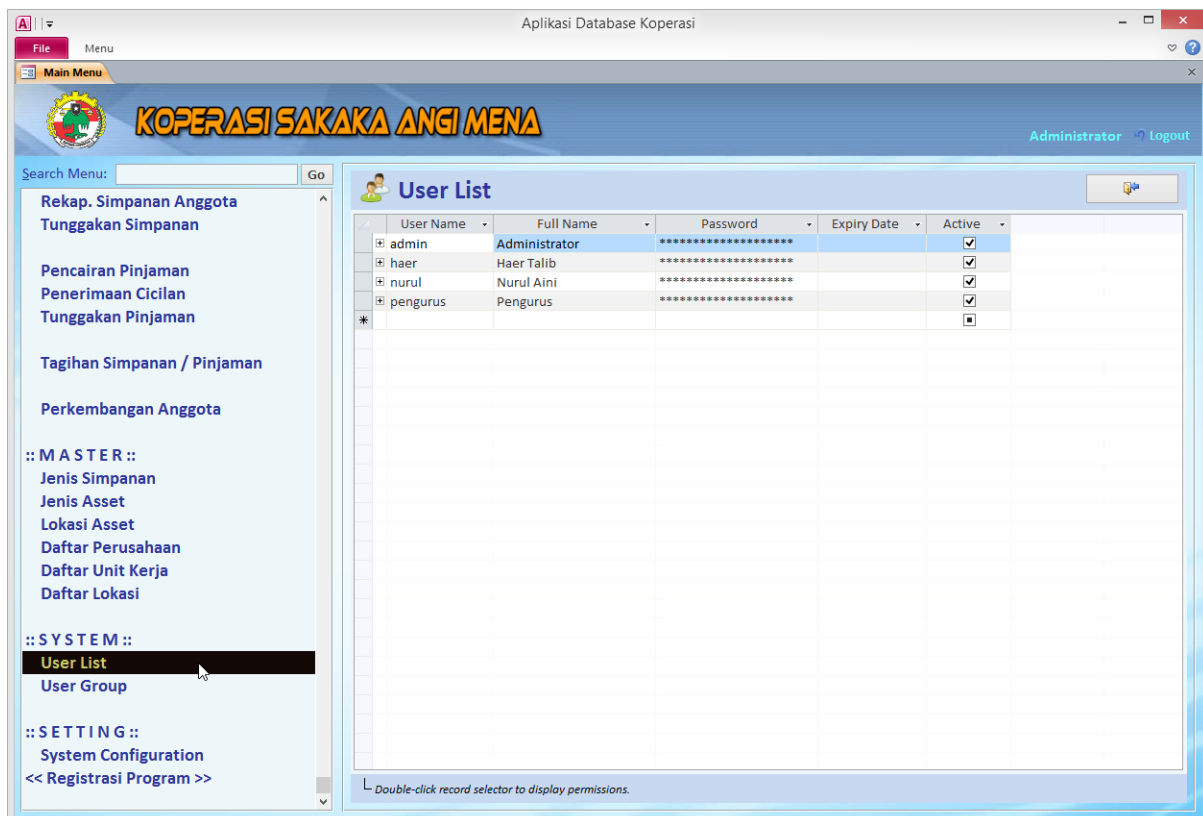 Aplikasi Database Koperasi
File Menu
Main Menu
KOPERASI SAKAKA ANGI MENA
Administrator Logout
Search Menu: Go
Rekap. Simpanan Anggota
Tunggakan Simpanan
Pencairan Pinjaman
Penerimaan Cicilan
Tunggakan Pinjaman
Tagihan Simpanan / Pinjaman
Perkembangan Anggota
:: M A S T E R ::
Jenis Simpanan
Jenis Asset
Lokasi Asset
Daftar Perusahaan
Daftar Unit Kerja
Daftar Lokasi
:: S Y S T E M ::
User List
User Group
:: S E T T I N G ::
System Configuration
<< Registrasi Program >>
User List
User Name Full Name Password Expiry Date Active
admin Administrator ********************
haer Haer Talib ********************
nurul Nurul Aini ********************
pengurus Pengurus ********************
Double-click record selector to display permissions.